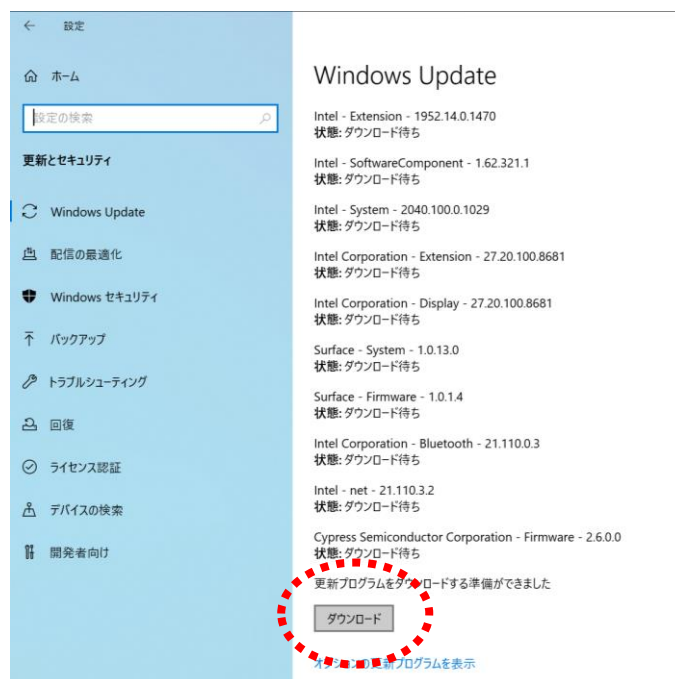 設定
ホーム
設定の検索
更新とセキュリティ
Windows Update
配信の最適化
Windows セキュリティ
バックアップ
トラブルシューティング
回復
ライセンス認証
デバイスの検索
開発者向け
Windows Update
Intel - Extension - 1952.14.0.1470
状態: ダウンロード待ち
Intel - SoftwareComponent - 1.62.321.1
状態: ダウンロード待ち
Intel - System - 2040.100.0.1029
状態: ダウンロード待ち
Intel Corporation - Extension - 27.20.100.8681
状態: ダウンロード待ち
Intel Corporation - Display - 27.20.100.8681
状態: ダウンロード待ち
Surface - System - 1.0.13.0
状態: ダウンロード待ち
Surface - Firmware - 1.0.1.4
状態: ダウンロード待ち
Intel Corporation - Bluetooth - 21.110.0.3
状態: ダウンロード待ち
Intel - net - 21.110.3.2
状態: ダウンロード待ち
Cypress Semiconductor Corporation - Firmware - 2.6.0.0
状態: ダウンロード待ち
更新プログラムをダウンロードする準備ができました
ダウンロード
オプションの更新プログラムを表示